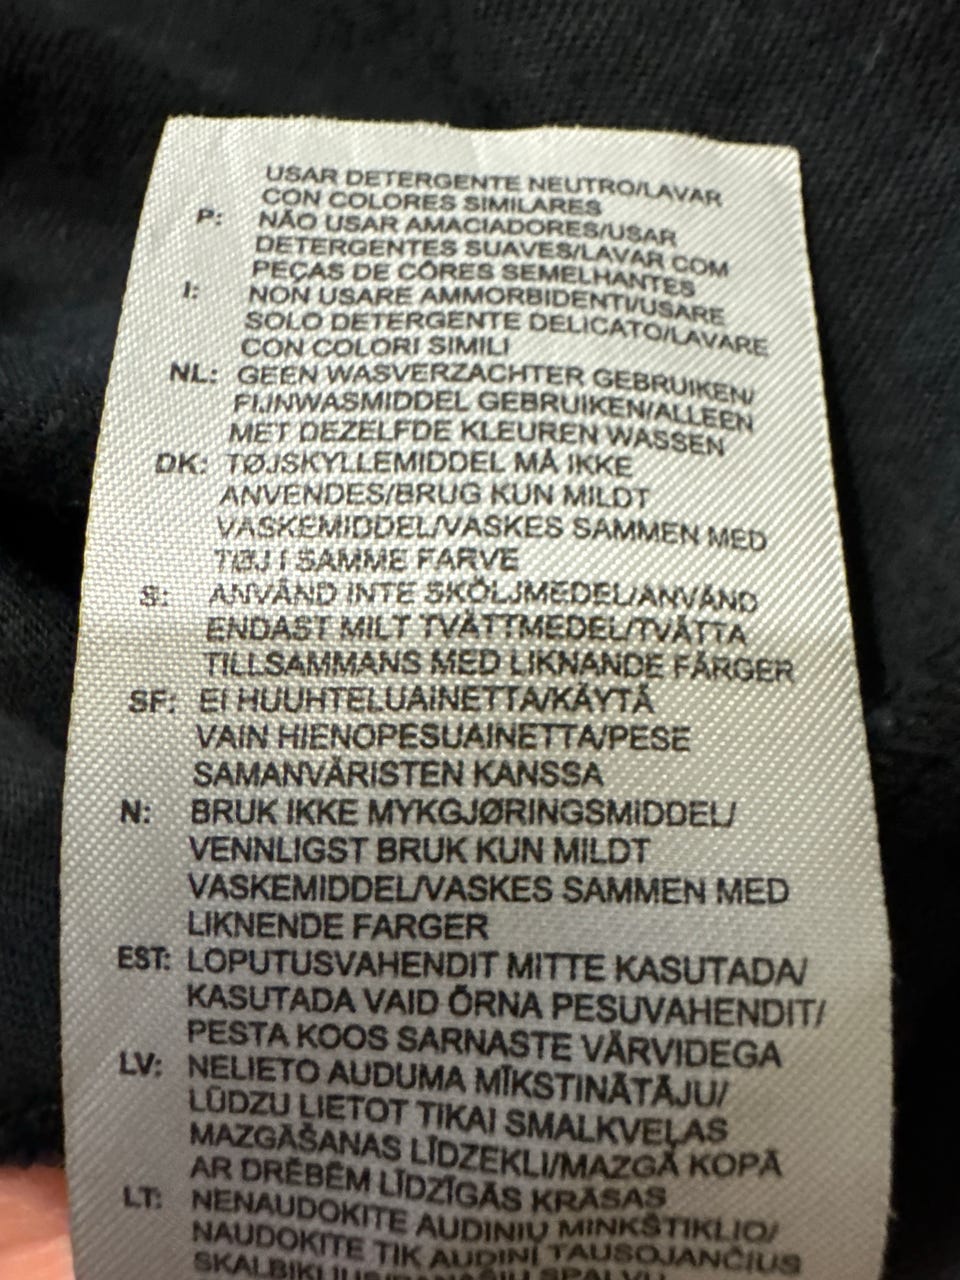 USAR DETERGENTE NEUTRO/LAVAR
CON COLORES SIMILARES
P: NÃO USAR AMACIADORES/USAR
DETERGENTES SUAVES/LAVAR COM
PEÇAS DE CÔRES SEMELHANTES
I: NON USARE AMMORBIDENTI/USARE
SOLO DETERGENTE DELICATO/LAVARE
CON COLORI SIMILI
NL: GEEN WASVERZACHTER GEBRUIKEN/
FIJNWASMIDDEL GEBRUIKEN/ALLEEN
MET DEZELFDE KLEUREN WASSEN
DK: TØJSKYLLEMIDDEL MÅ IKKE
ANVENDES/BRUG KUN MILDT
VASKEMIDDEL/VASKES SAMMEN MED
TØJ I SAMME FARVE
S: ANVÄND INTE SKÖLJMEDEL/ANVÄND
ENDAST MILT TVÄTTMEDEL/TVÄTTA
TILLSAMMANS MED LIKNANDE FÄRGER
SF: EI HUUHTELUAINETTA/KÄYTÄ
VAIN HIENOPESUAINETTA/PESE
SAMANVÄRISTEN KANSSA
N: BRUK IKKE MYKGJØRINGSMIDDEL/
VENNLIGST BRUK KUN MILDT
VASKEMIDDEL/VASKES SAMMEN MED
LIKNENDE FARGER
EST: LOPUTUSVAHENDIT MITTE KASUTADA/
KASUTADA VAID ÕRNA PESUVAHENDIT/
PESTA KOOS SARNASTE VÄRVIDEGA
LV: NELIETO AUDUMA MĪKSTINĀTĀJU/
LŪDZU LIETOT TIKAI SMALKVEĻAS
MAZGĀŠANAS LĪDZEKLI/MAZGĀ KOPĀ
AR DRĒBĒM LĪDZĪGĀS KRĀSAS
LT: NENAUDOKITE AUDINIŲ MINKŠTIKLIO/
NAUDOKITE TIK AUDINĮ TAUSOJANČIUS